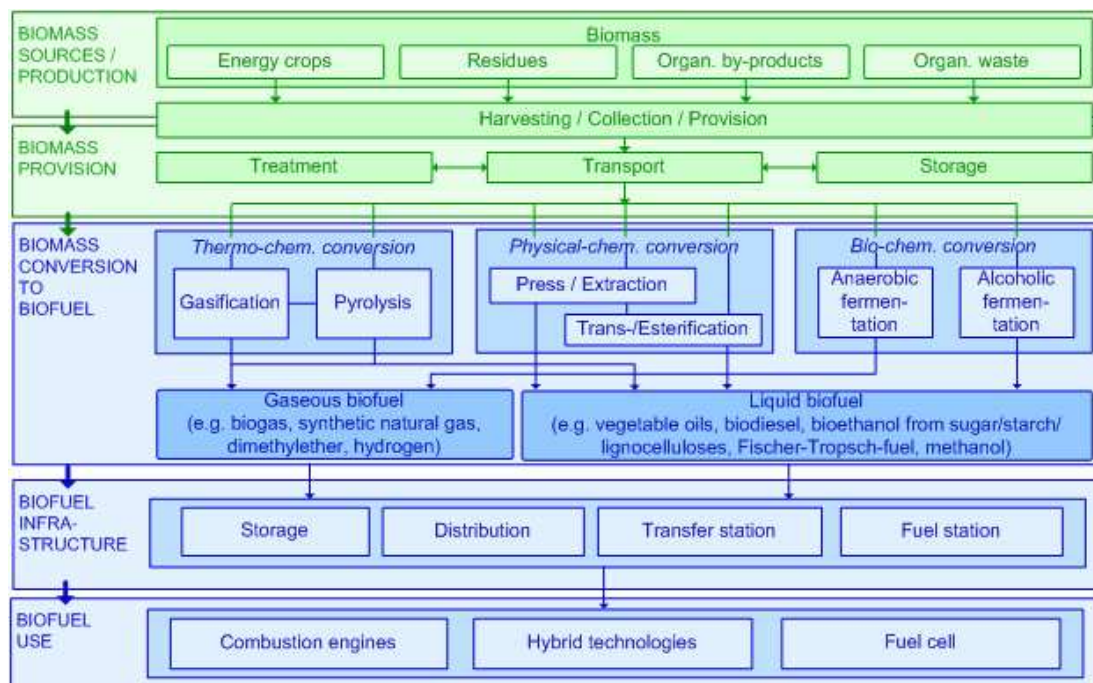 BIOMASS
SOURCES /
PRODUCTION
Biomass
Energy crops
Residues
Organ. by-products
Organ. waste
Harvesting / Collection / Provision
BIOMASS
PROVISION
Treatment
Transport
Storage
BIOMASS
CONVERSION
TO
BIOFUEL
Thermo-chem. conversion
Gasification
Pyrolysis
Physical-chem. conversion
Press / Extraction
Trans-/Esterification
Bio-chem. conversion
Anaerobic
fermen-
tation
Alcoholic
fermen-
tation
Gaseous biofuel
(e.g. biogas, synthetic natural gas,
dimethylether, hydrogen)
Liquid biofuel
(e.g. vegetable oils, biodiesel, bioethanol from sugar/starch/
lignocelluloses, Fischer-Tropsch-fuel, methanol)
BIOFUEL
INFRA-
STRUCTURE
Storage
Distribution
Transfer station
Fuel station
BIOFUEL
USE
Combustion engines
Hybrid technologies
Fuel cell